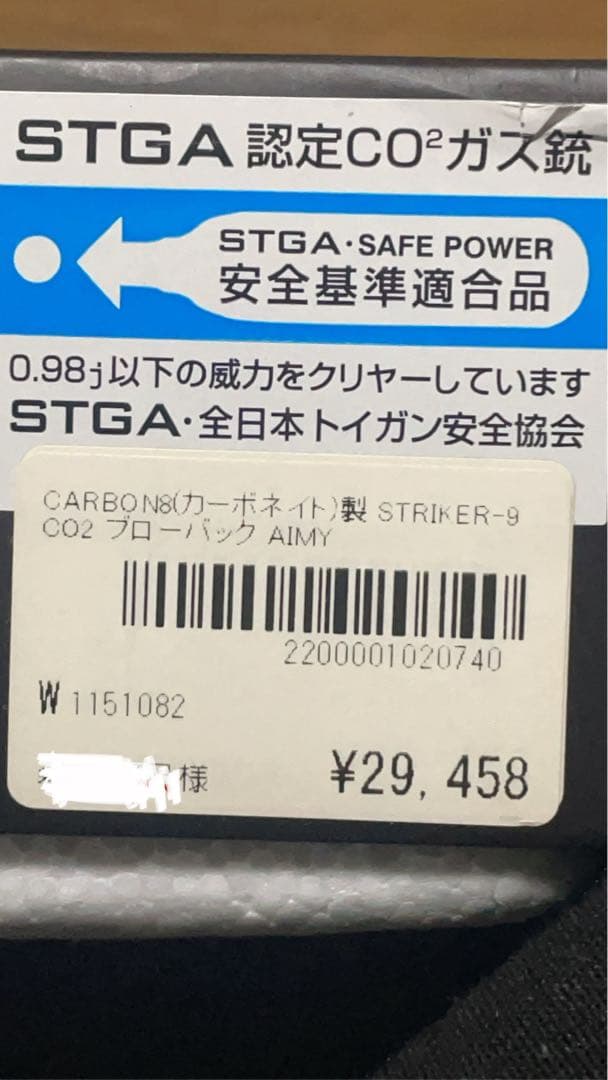 STGA 認定CO²ガス銃
STGA・SAFE POWER
安全基準適合品
0.98j以下の威力をクリヤーしています
STGA・全日本トイガン安全協会
CARBON8(カーボネイト)製 STRIKER-9
CO2 ブローバック AIMY
2200001020740
W 1151082
様
¥29,458